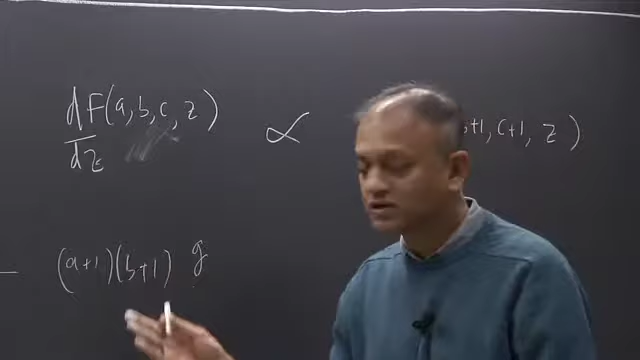 dF(a, b, c, z) / dz ∝ b+1, c+1, z)
— (a+1)(b+1) g